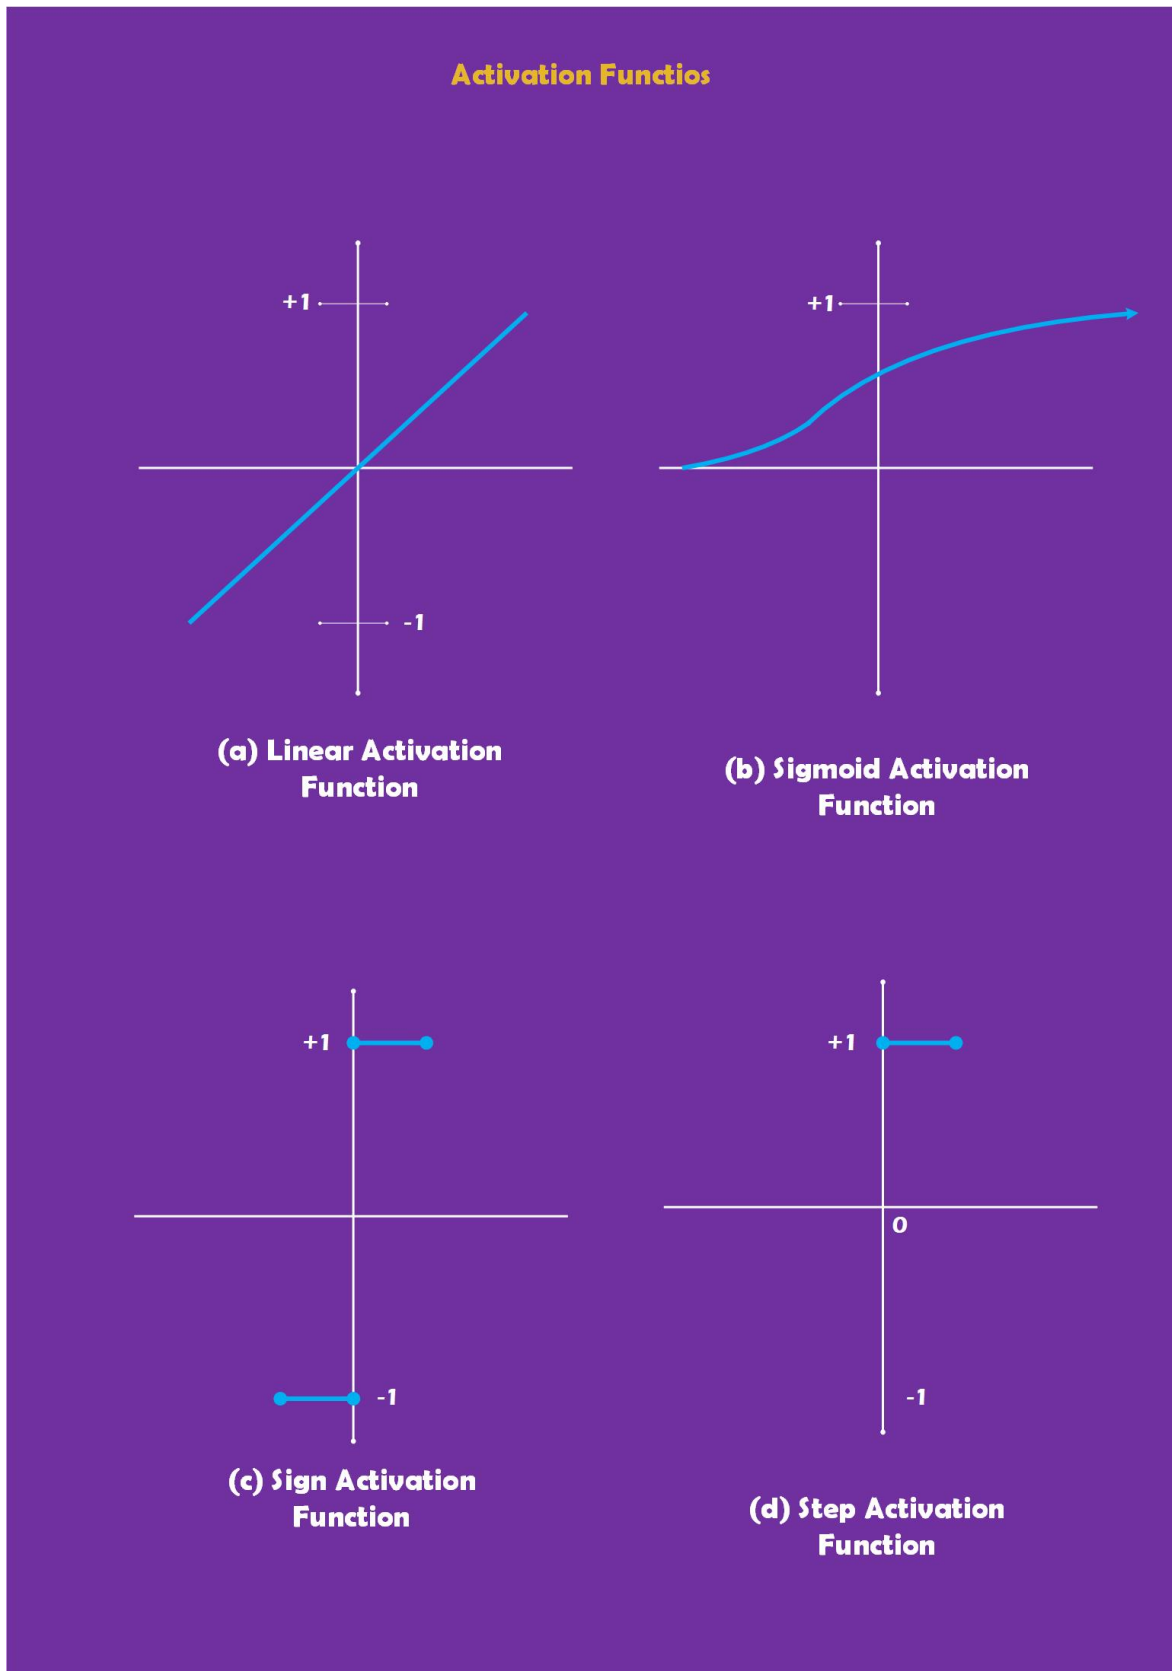 Activation Functios
+1
-1
(a) Linear Activation
Function
+1
(b) Sigmoid Activation
Function
+1
-1
(c) Sign Activation
Function
+1
0
-1
(d) Step Activation
Function